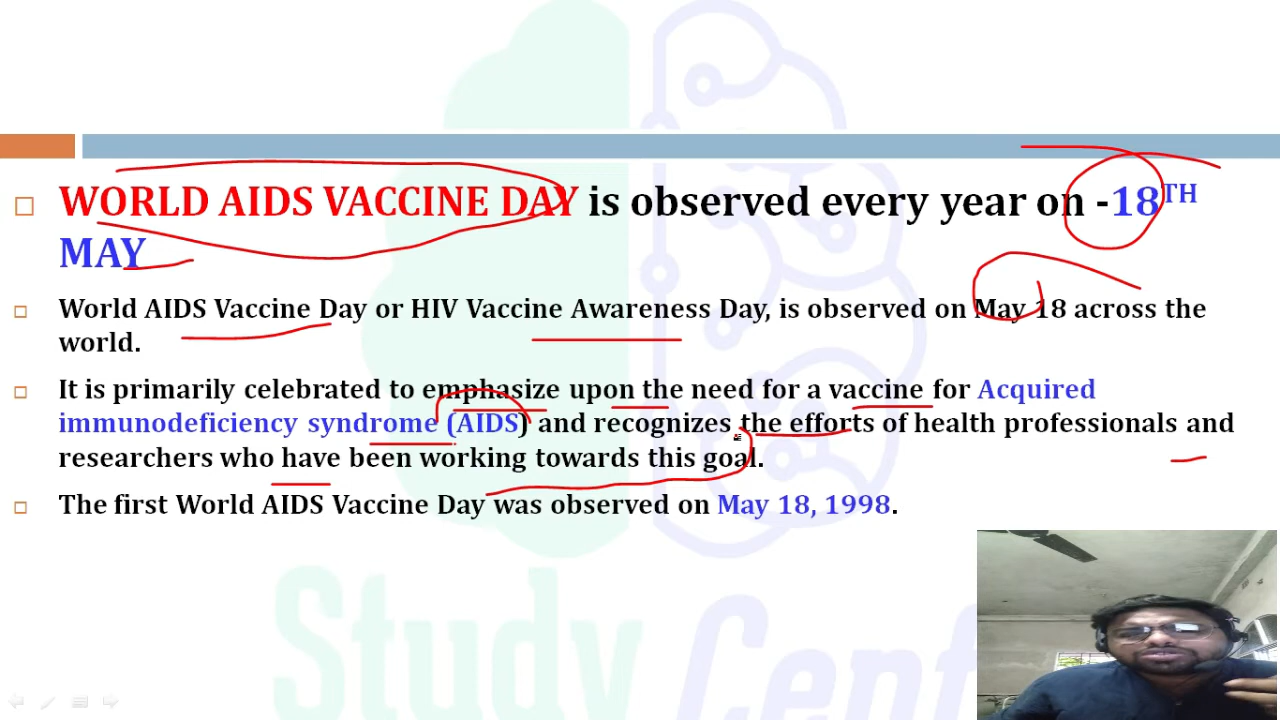 WORLD AIDS VACCINE DAY is observed every year on -18TH
MAY
World AIDS Vaccine Day or HIV Vaccine Awareness Day, is observed on May 18 across the
world.
It is primarily celebrated to emphasize upon the need for a vaccine for Acquired
immunodeficiency syndrome (AIDS) and recognizes the efforts of health professionals and
researchers who have been working towards this goal.
The first World AIDS Vaccine Day was observed on May 18, 1998.
Study